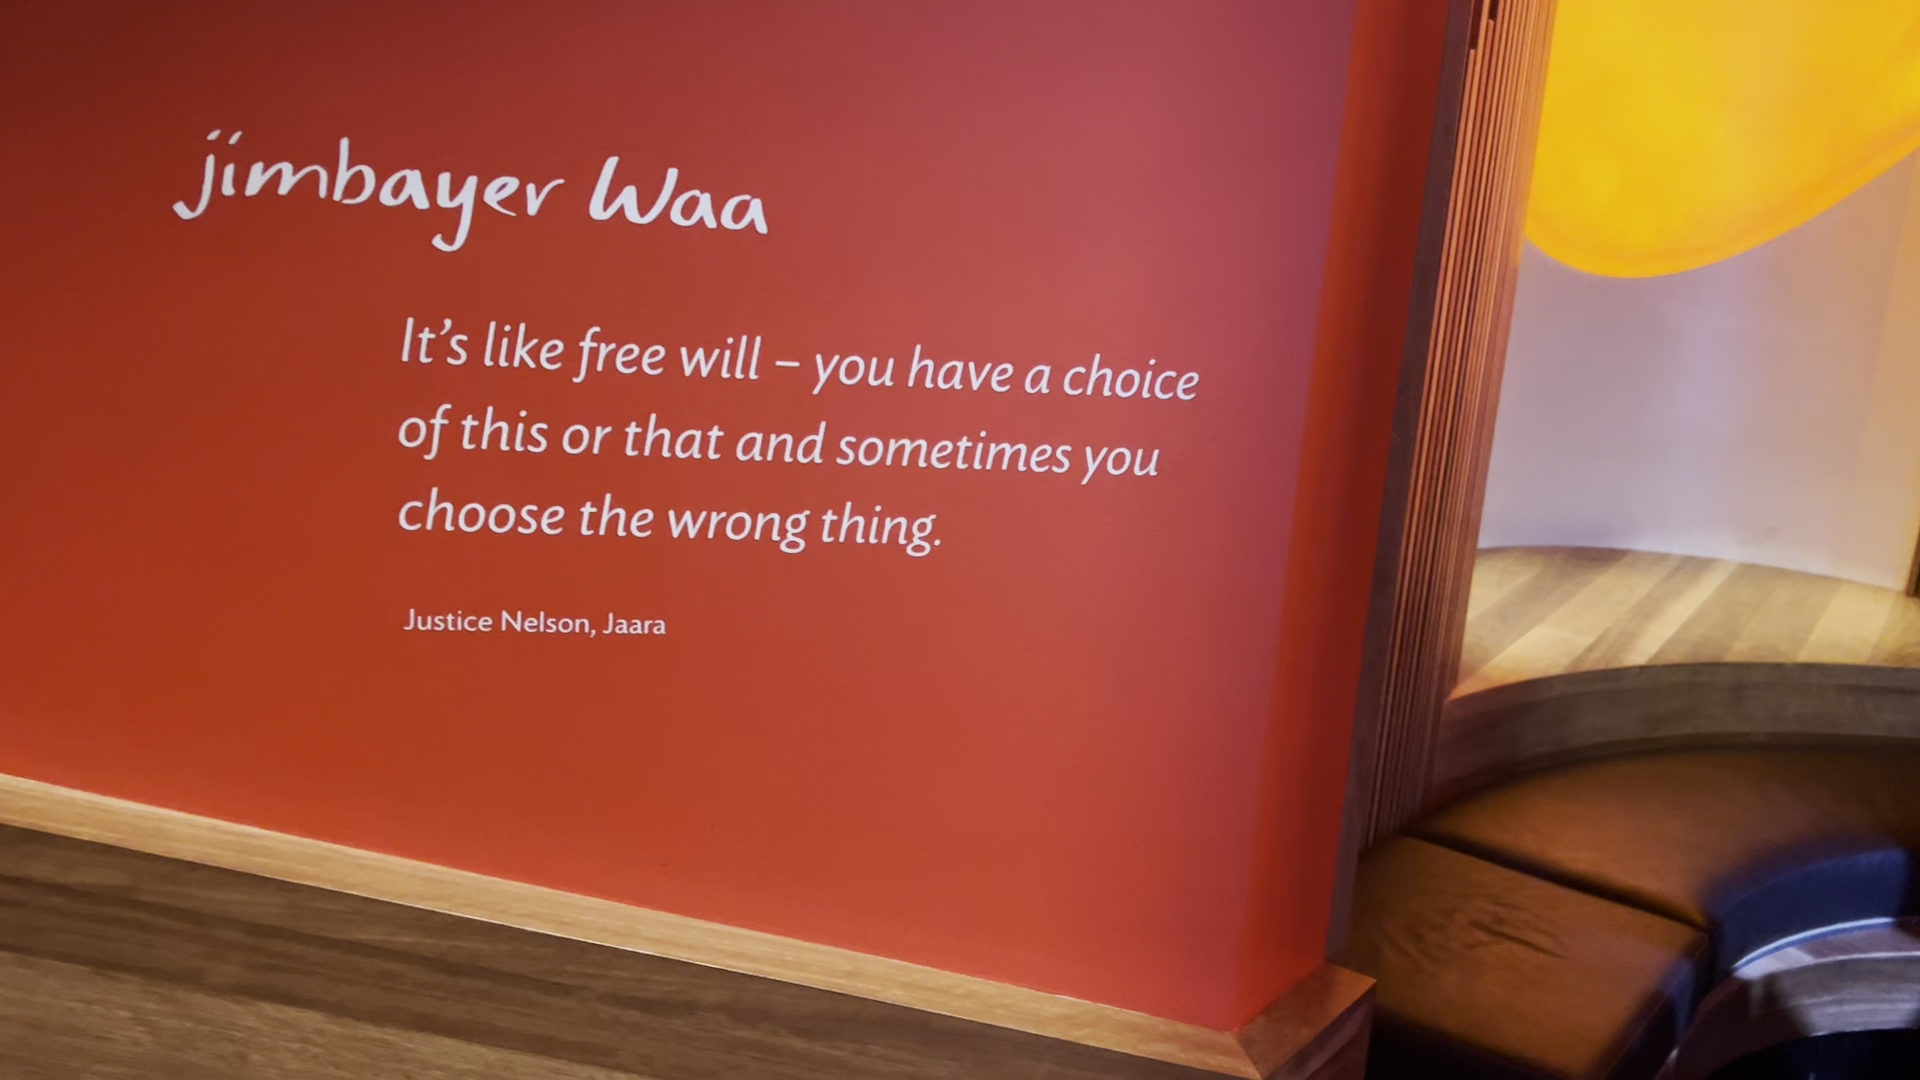 jimbayer Waa
It’s like free will – you have a choice
of this or that and sometimes you
choose the wrong thing.
Justice Nelson, Jaara